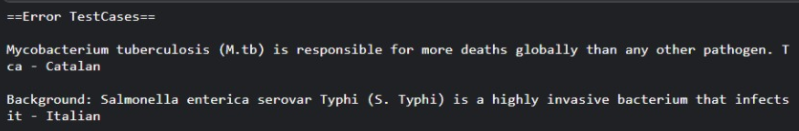 ==Error TestCases==
Mycobacterium tuberculosis (M.tb) is responsible for more deaths globally than any other pathogen. T
ca - Catalan
Background: Salmonella enterica serovar Typhi (S. Typhi) is a highly invasive bacterium that infects
it - Italian